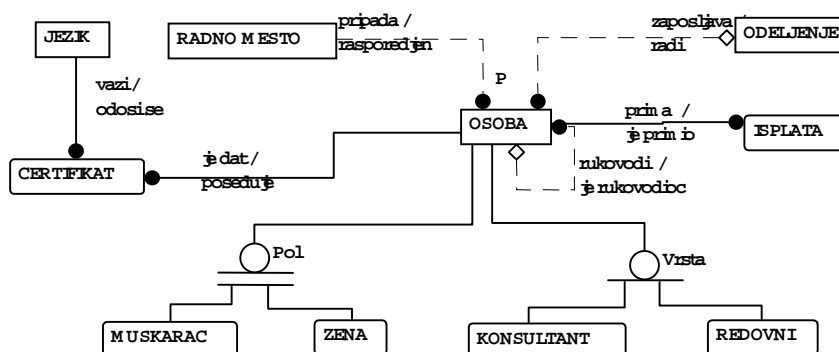 JEZIK
RADNO MESTO
pripada /
rasporedjen
zaposljava /
radi
ODELJENJE
vazi /
odosise
P
OSOBA
prima /
je primio
ISPLATA
CERTIFIKAT
je dat /
poseduje
rukovodi /
je rukovodioc
Pol
Vrsta
MUSKARAC
ZENA
KONSULTANT
REDOVNI